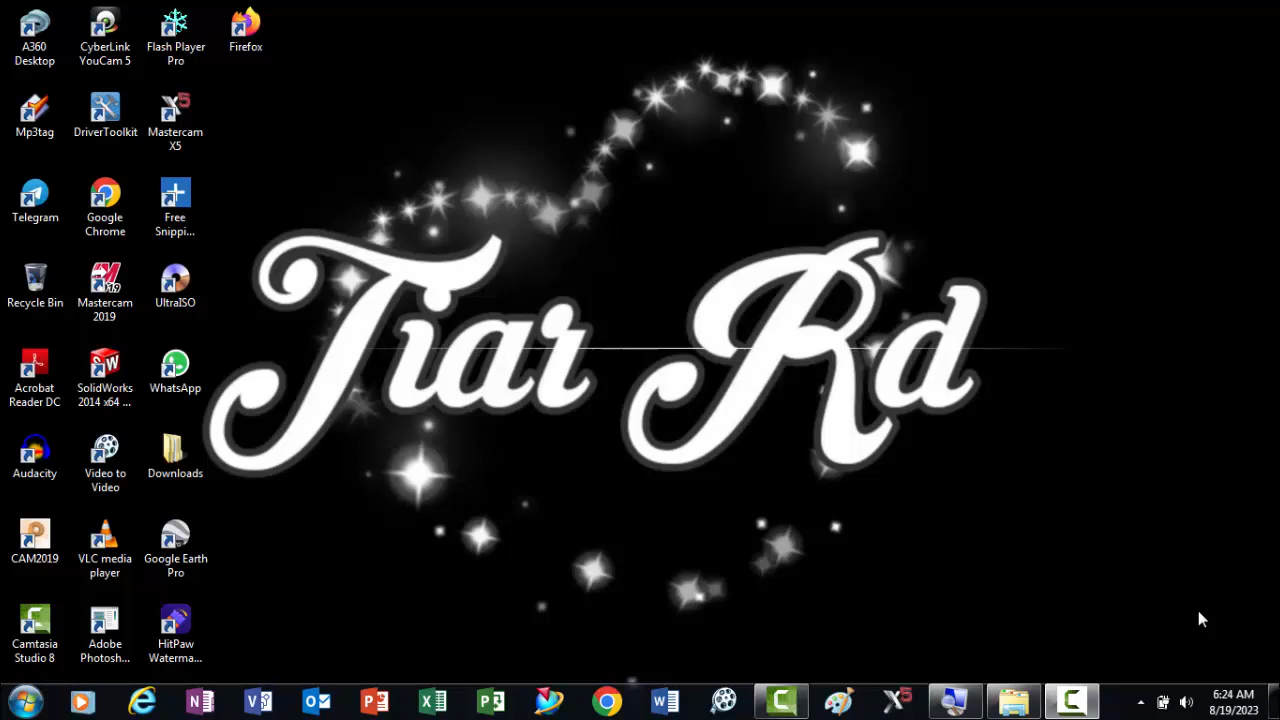 A360
Desktop
CyberLink
YouCam 5
Flash Player
Pro
Firefox
Mp3tag
DriverToolkit
Mastercam
X5
Telegram
Google
Chrome
Free
Snippi...
Recycle Bin
Mastercam
2019
UltraISO
Acrobat
Reader DC
SolidWorks
2014 x64 ...
WhatsApp
Audacity
Video to
Video
Downloads
CAM2019
VLC media
player
Google Earth
Pro
Camtasia
Studio 8
Adobe
Photosh...
HitPaw
Waterma...
Tiar Rd
6:24 AM
8/19/2023